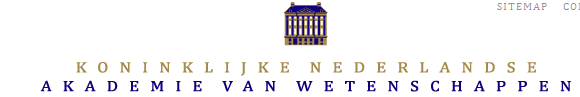 SITEMAP
KONINKLIJKE NEDERLANDSE
AKADEMIE VAN WETENSCHAPPEN